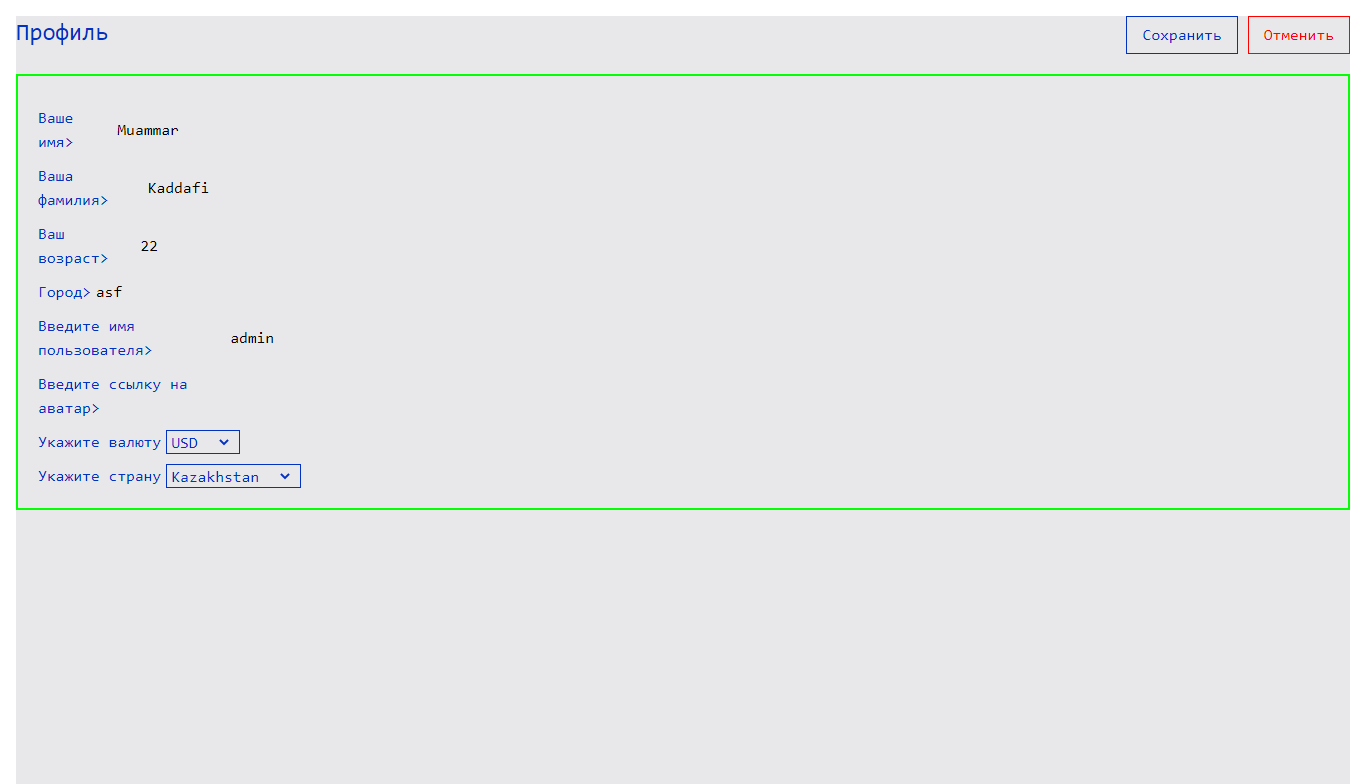 Профиль
Сохранить
Отменить
Ваше
имя>
Muammar
Ваша
фамилия>
Kaddafi
Ваш
возраст>
22
Город> asf
Введите имя
пользователя>
admin
Введите ссылку на
аватар>
Укажите валюту USD
Укажите страну Kazakhstan